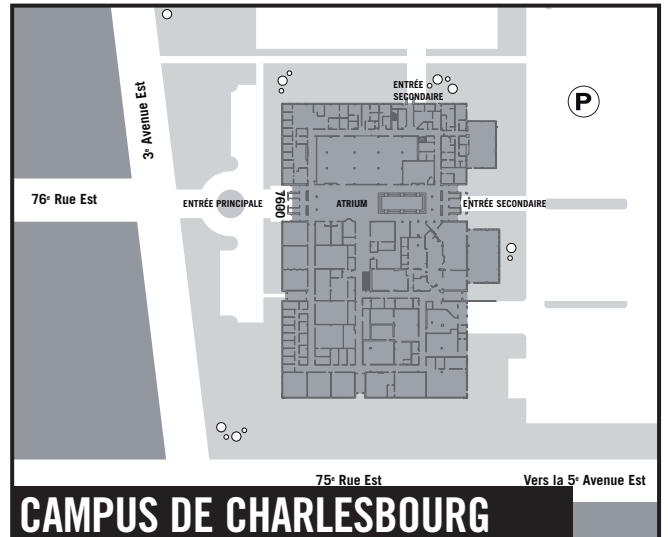 3e Avenue Est
ENTRÉE
SECONDAIRE
P
76e Rue Est
ENTRÉE PRINCIPALE
7600
ATRIUM
ENTRÉE SECONDAIRE
75e Rue Est
Vers la 5e Avenue Est
CAMPUS DE CHARLESBOURG